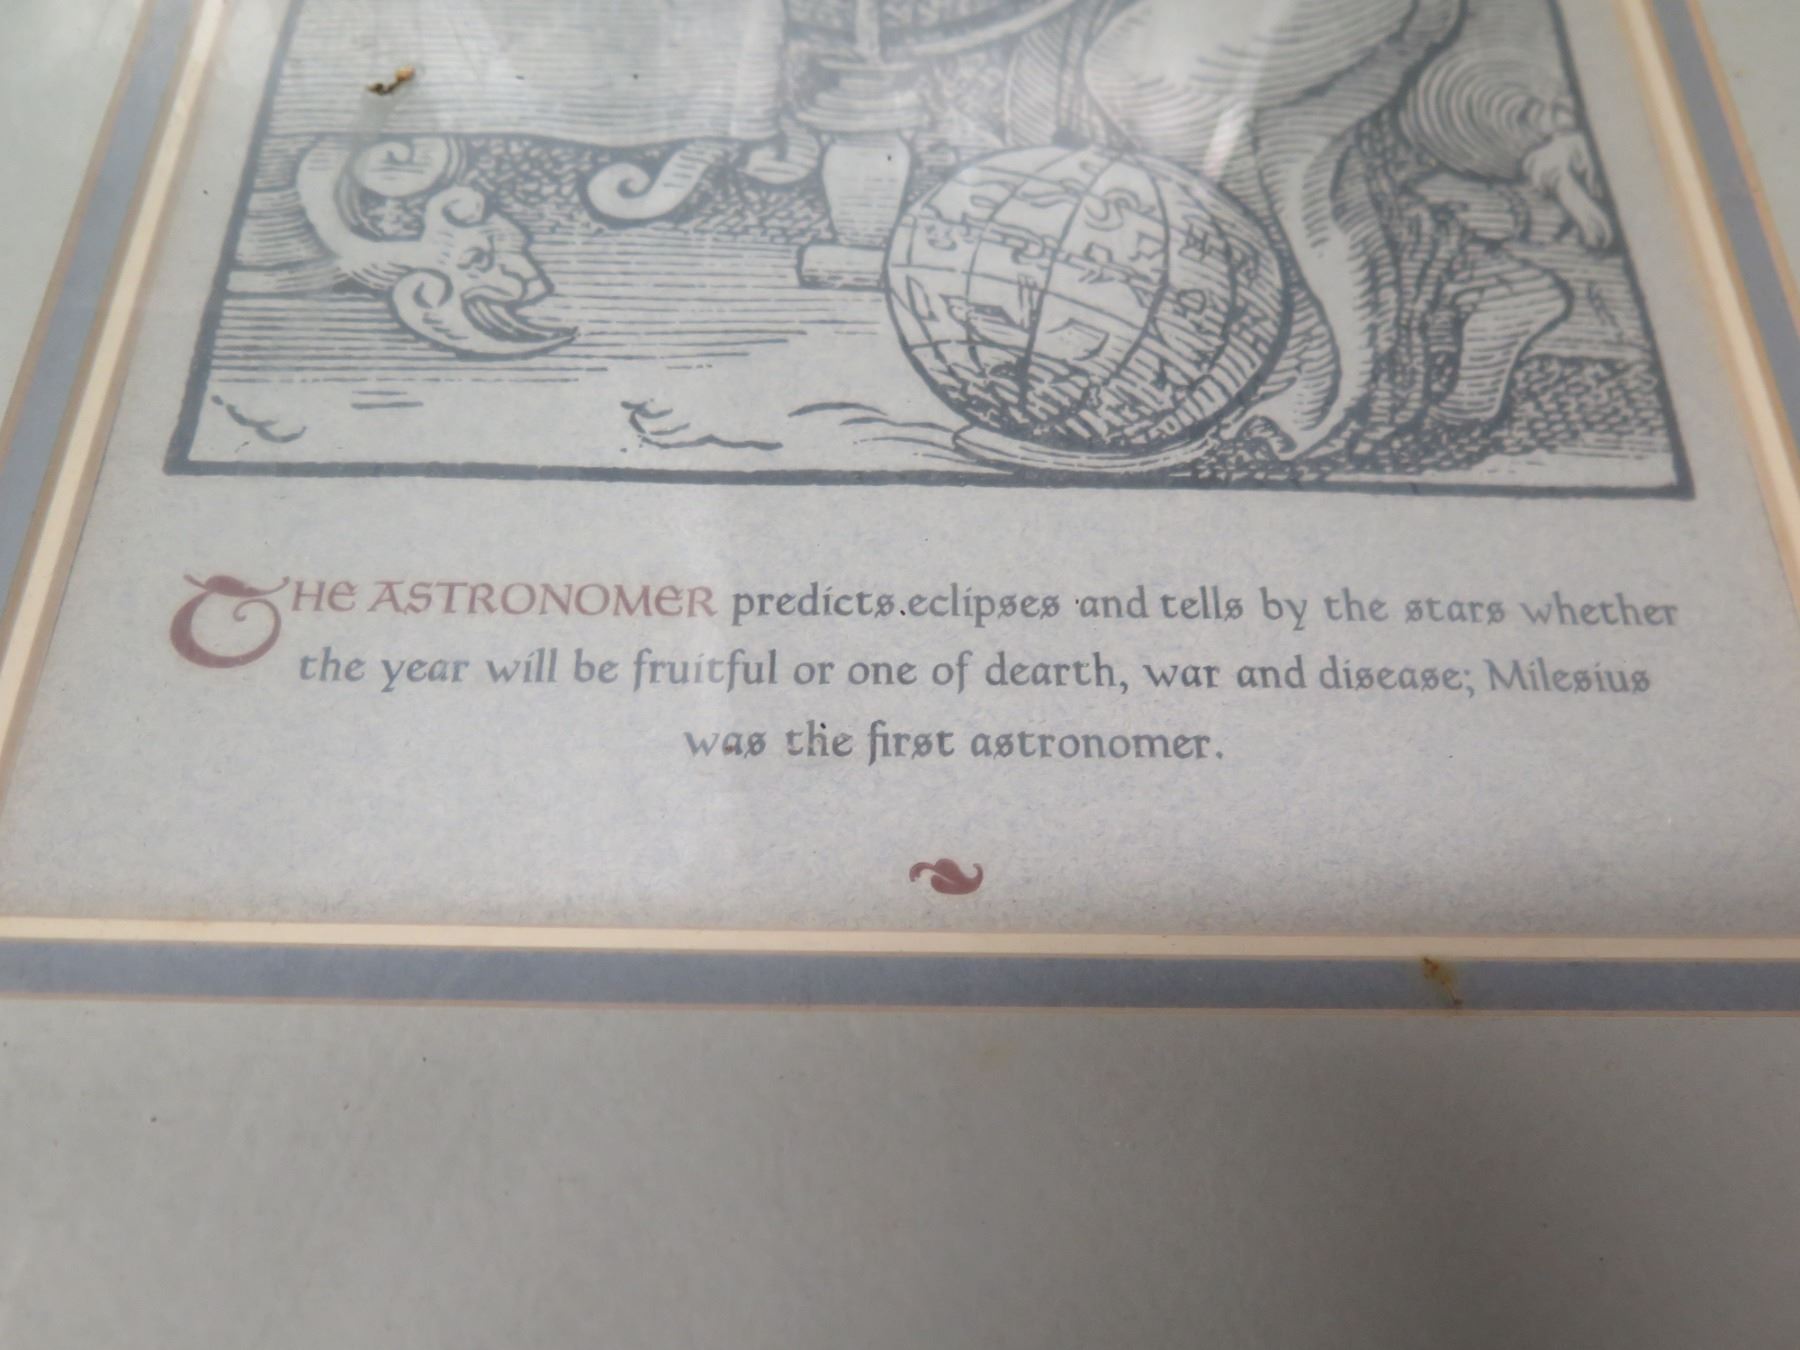 THE ASTRONOMER predicts eclipses and tells by the stars whether
the year will be fruitful or one of dearth, war and disease; Milesius
was the first astronomer.